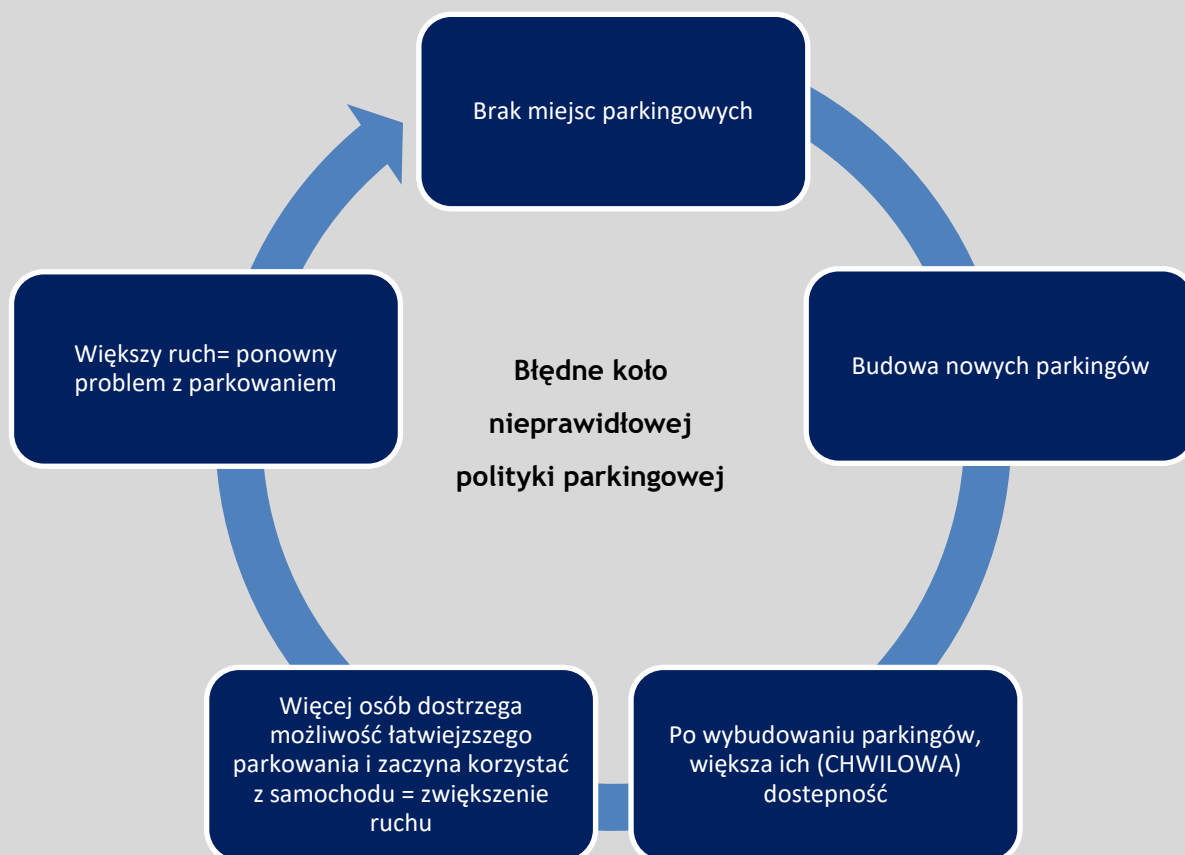 Brak miejsc parkingowych
Budowa nowych parkingów
Po wybudowaniu parkingów,
większa ich (CHWILOWA)
dostepność
Więcej osób dostrzega
możliwość łatwiejszego
parkowania i zaczyna korzystać
z samochodu = zwiększenie
ruchu
Większy ruch= ponowny
problem z parkowaniem
Błędne koło
nieprawidłowej
polityki parkingowej